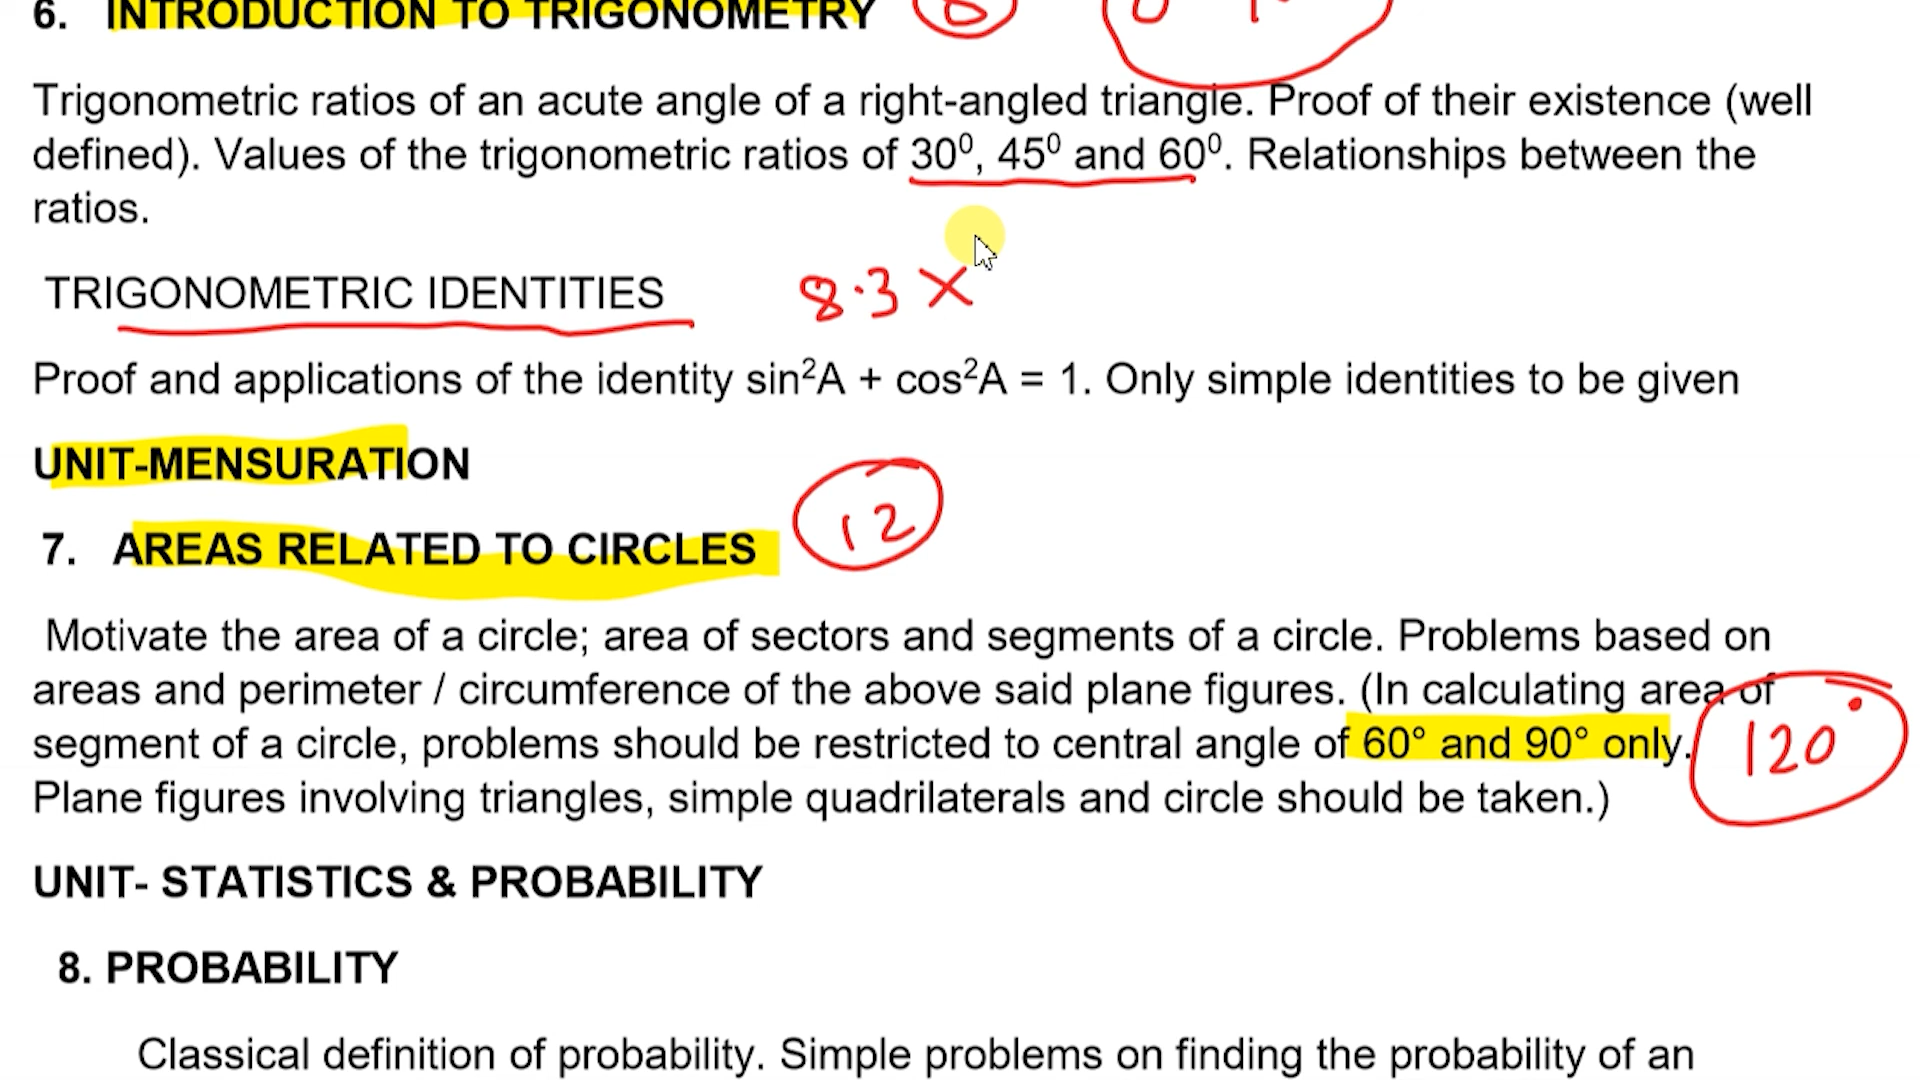 6. INTRODUCTION TO TRIGONOMETRY
Trigonometric ratios of an acute angle of a right-angled triangle. Proof of their existence (well
defined). Values of the trigonometric ratios of 30⁰, 45⁰ and 60⁰. Relationships between the
ratios.
TRIGONOMETRIC IDENTITIES 8.3 ×
Proof and applications of the identity sin²A + cos²A = 1. Only simple identities to be given
UNIT-MENSURATION
12
7. AREAS RELATED TO CIRCLES
Motivate the area of a circle; area of sectors and segments of a circle. Problems based on
areas and perimeter / circumference of the above said plane figures. (In calculating area of
segment of a circle, problems should be restricted to central angle of 60° and 90° only. 120°
Plane figures involving triangles, simple quadrilaterals and circle should be taken.)
UNIT- STATISTICS & PROBABILITY
8. PROBABILITY
Classical definition of probability. Simple problems on finding the probability of an